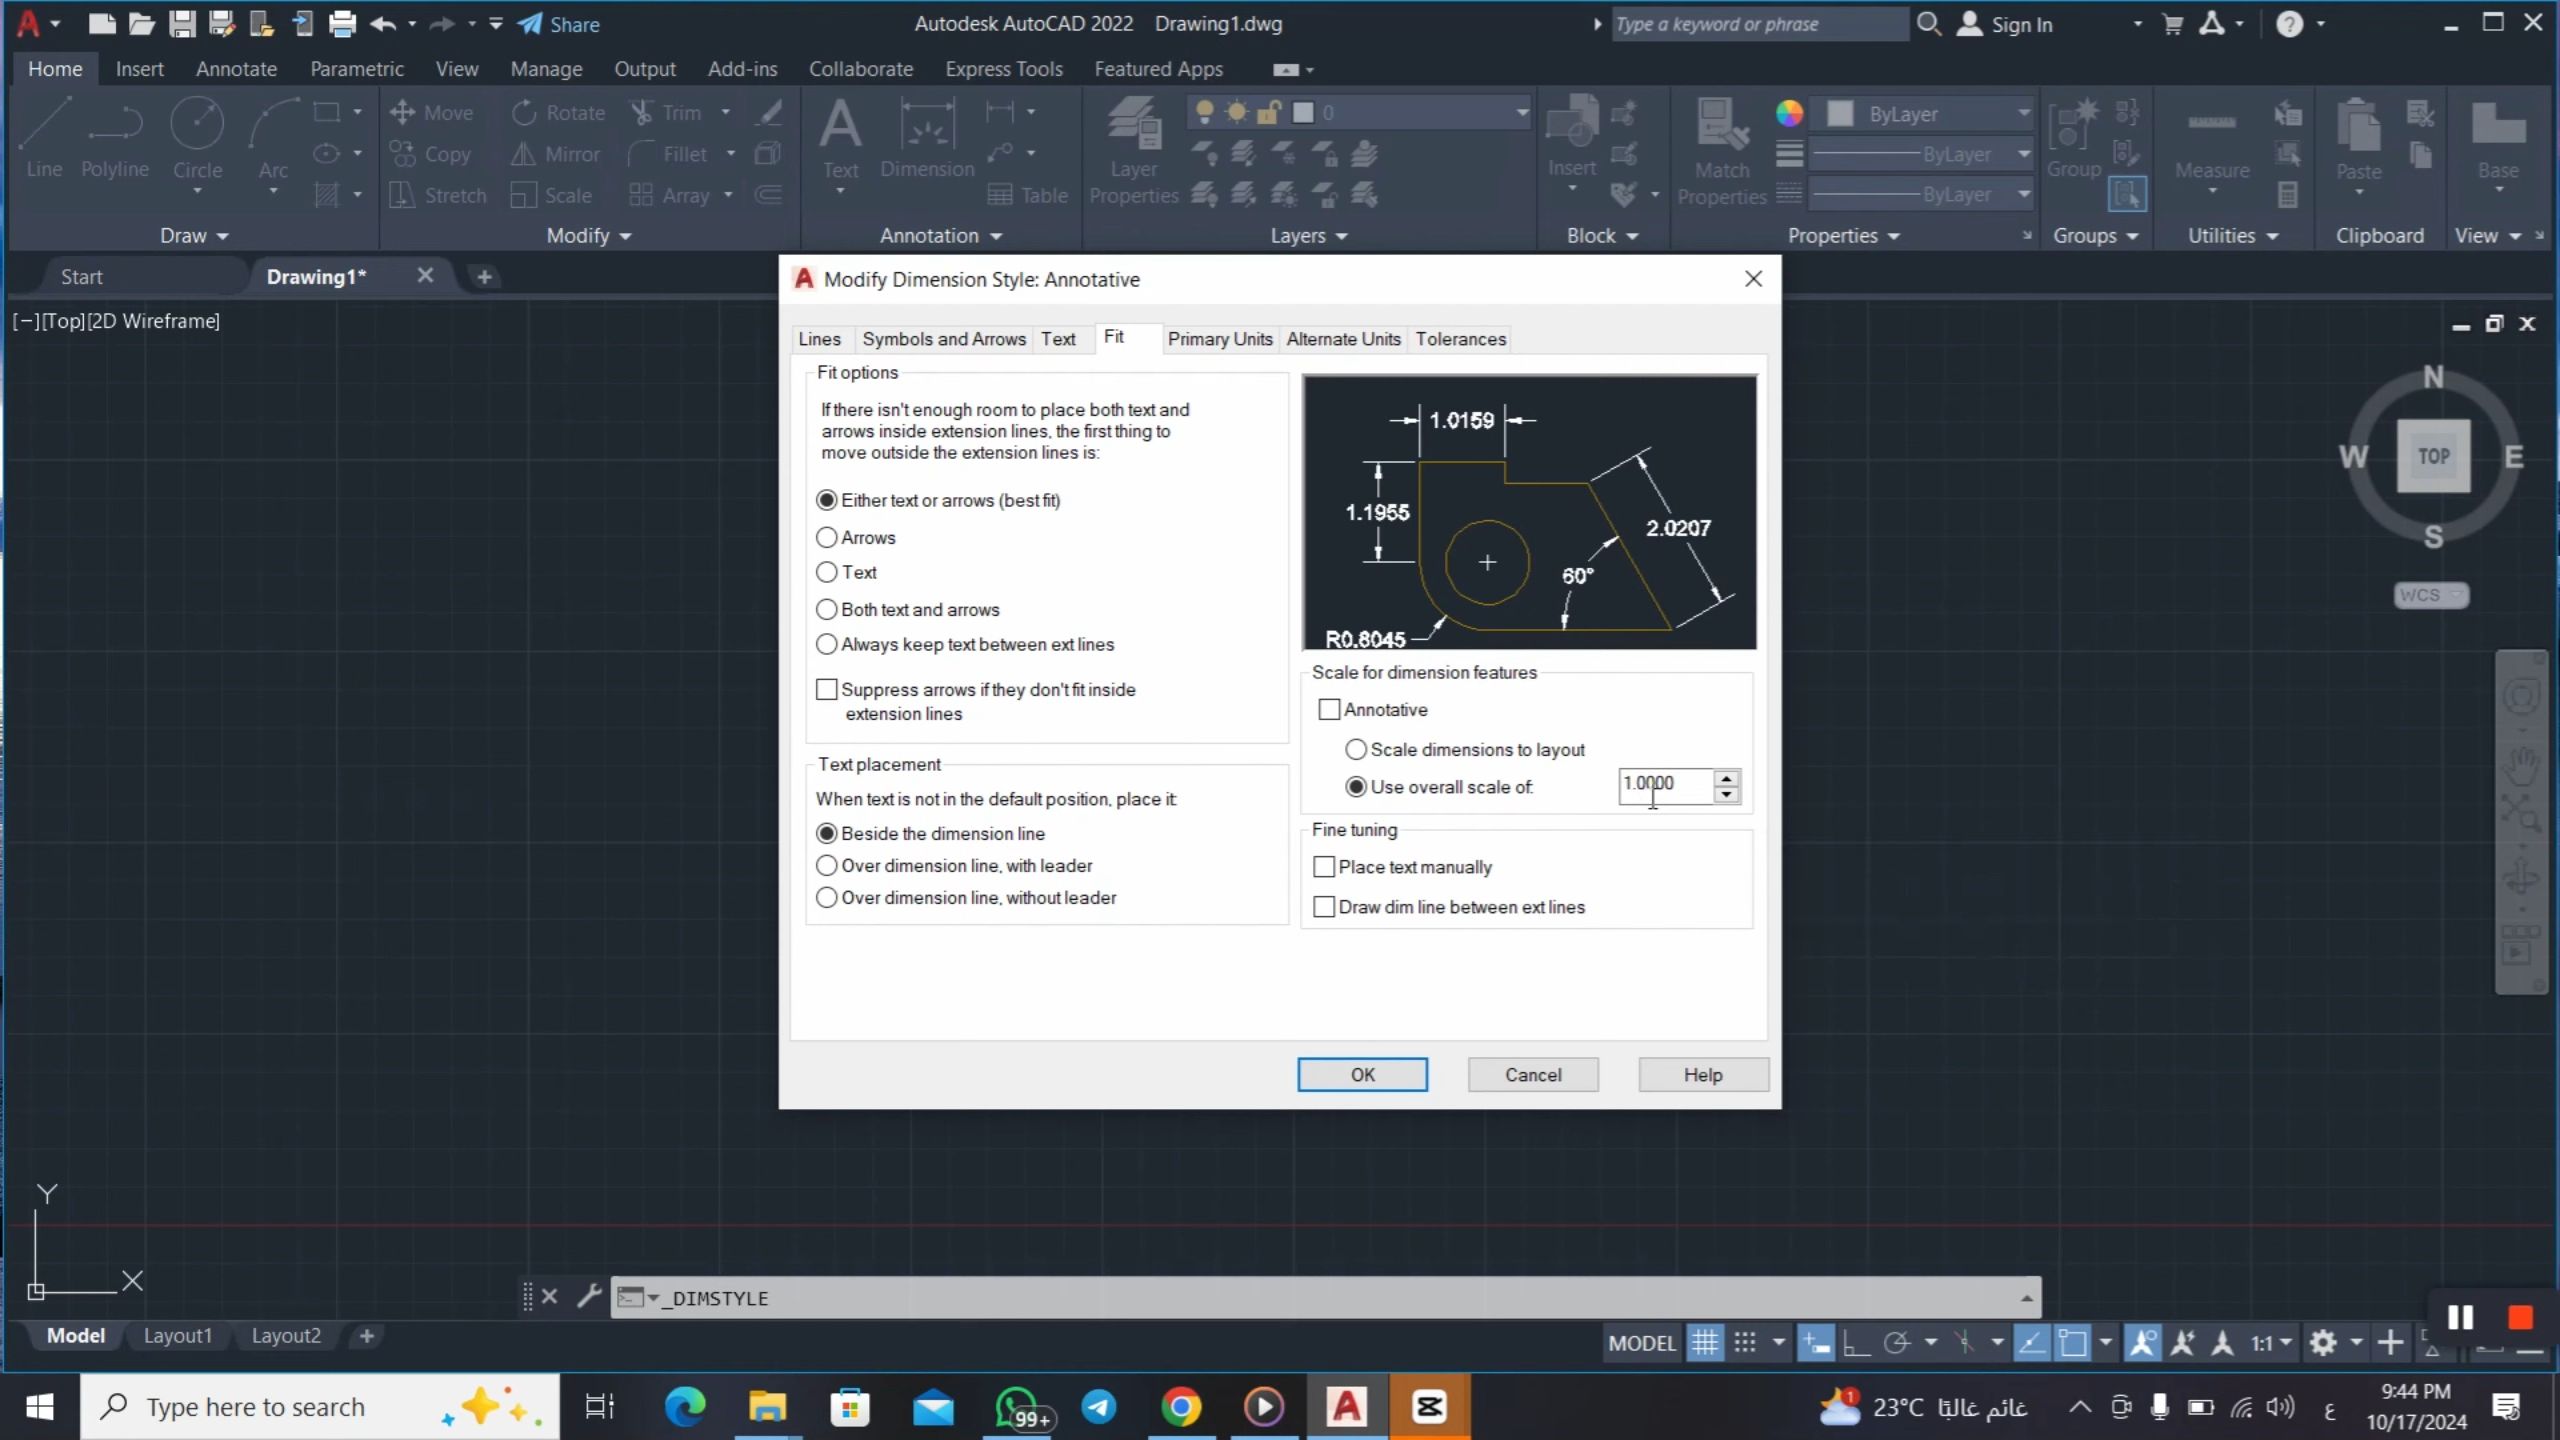 Share
Autodesk AutoCAD 2022 Drawing1.dwg
Type a keyword or phrase
Sign In
Home Insert Annotate Parametric View Manage Output Add-ins Collaborate Express Tools Featured Apps
Line Polyline Circle Arc
Move Rotate Trim
Copy Mirror Fillet
Stretch Scale Array
Text Dimension Table
Layer Properties
0
Insert
Match Properties
ByLayer
ByLayer
ByLayer
Group
Measure
Paste
Base
Draw Modify Annotation Layers Block Properties Groups Utilities Clipboard View
Start Drawing1*
[−][Top][2D Wireframe]
N
W TOP E
S
WCS
Modify Dimension Style: Annotative
Lines Symbols and Arrows Text Fit Primary Units Alternate Units Tolerances
Fit options
If there isn't enough room to place both text and
arrows inside extension lines, the first thing to
move outside the extension lines is:
Either text or arrows (best fit)
Arrows
Text
Both text and arrows
Always keep text between ext lines
Suppress arrows if they don't fit inside
extension lines
Text placement
When text is not in the default position, place it:
Beside the dimension line
Over dimension line, with leader
Over dimension line, without leader
1.0159
1.1955
2.0207
60°
R0.8045
Scale for dimension features
Annotative
Scale dimensions to layout
Use overall scale of: 1.0000
Fine tuning
Place text manually
Draw dim line between ext lines
OK Cancel Help
Y
X
_DIMSTYLE
Model Layout1 Layout2
MODEL 1:1
Type here to search
99+
1
23°C غائم غالبًا
ع
9:44 PM
10/17/2024